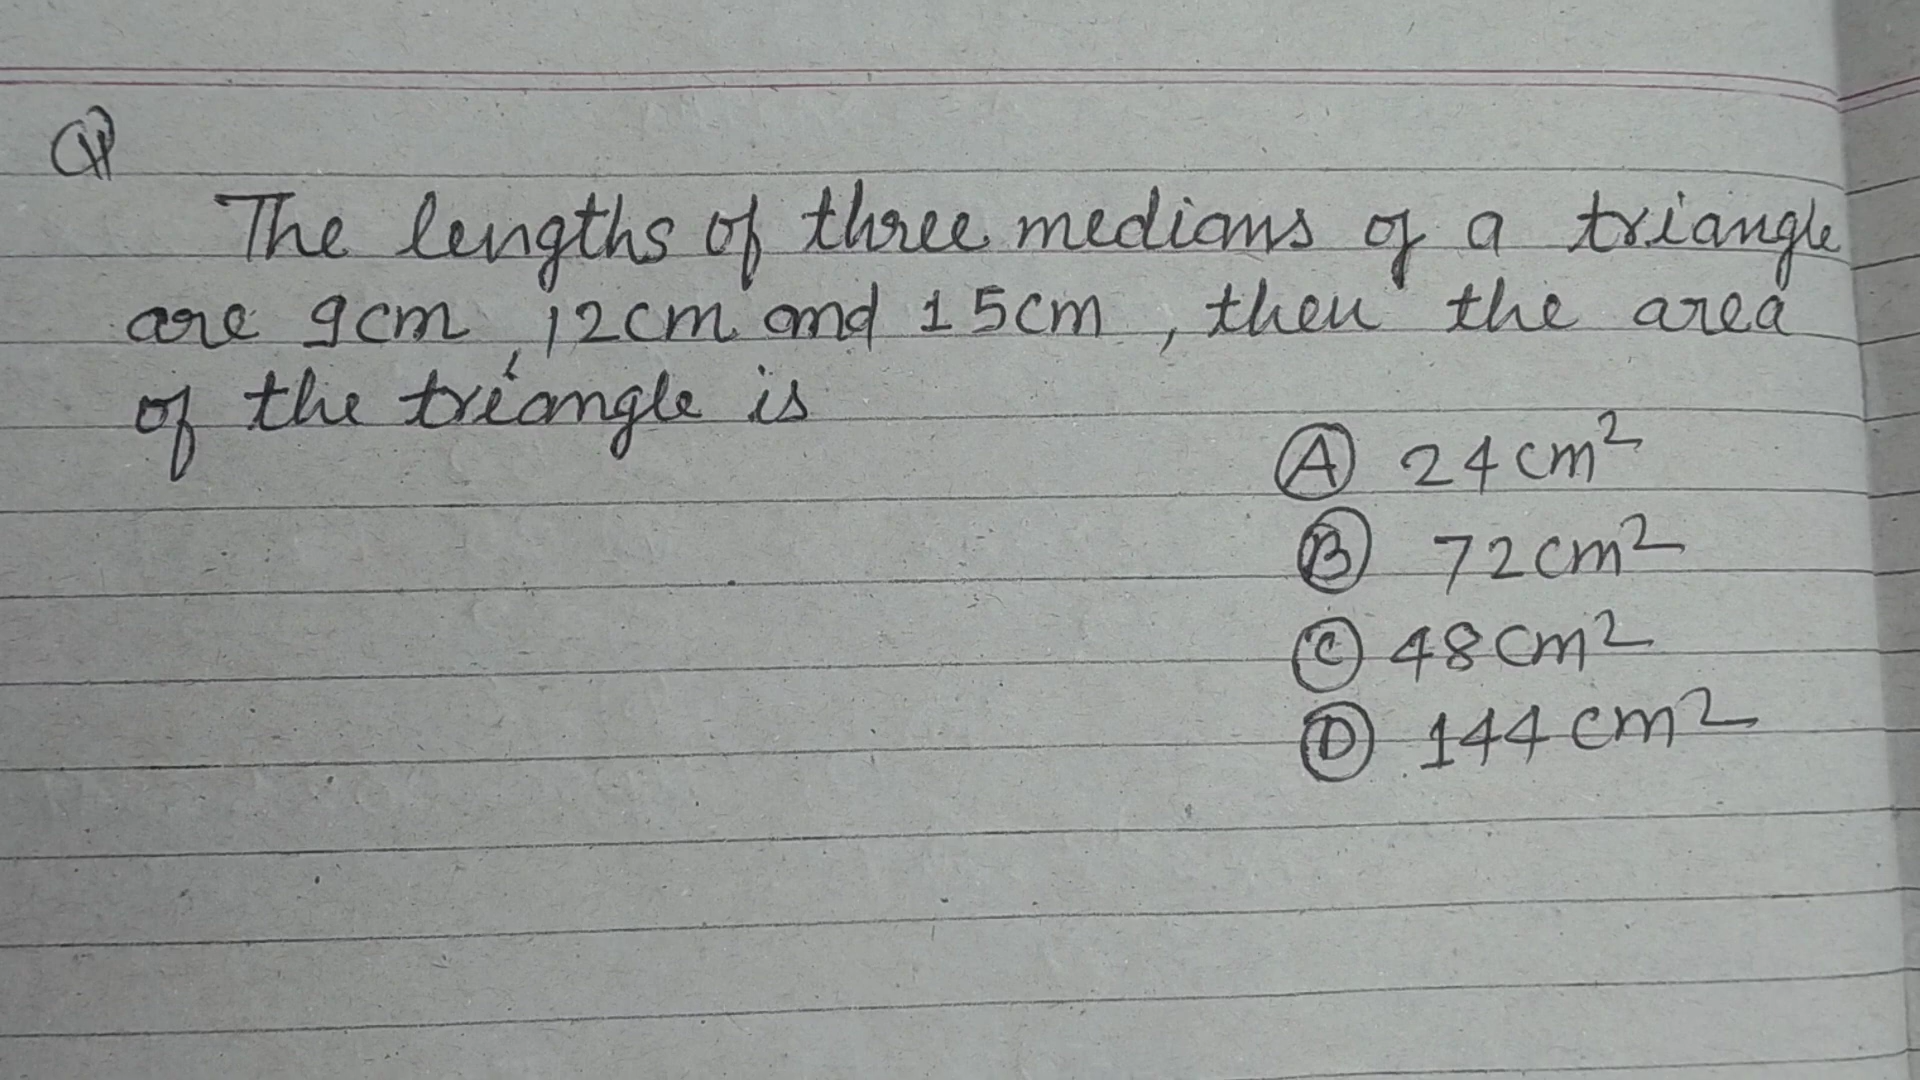 Q
The lengths of three medians of a triangle
are 9cm, 12cm and 15cm, then the area
of the triangle is
(A) 24cm²
(B) 72cm²
(C) 48cm²
(D) 144cm²